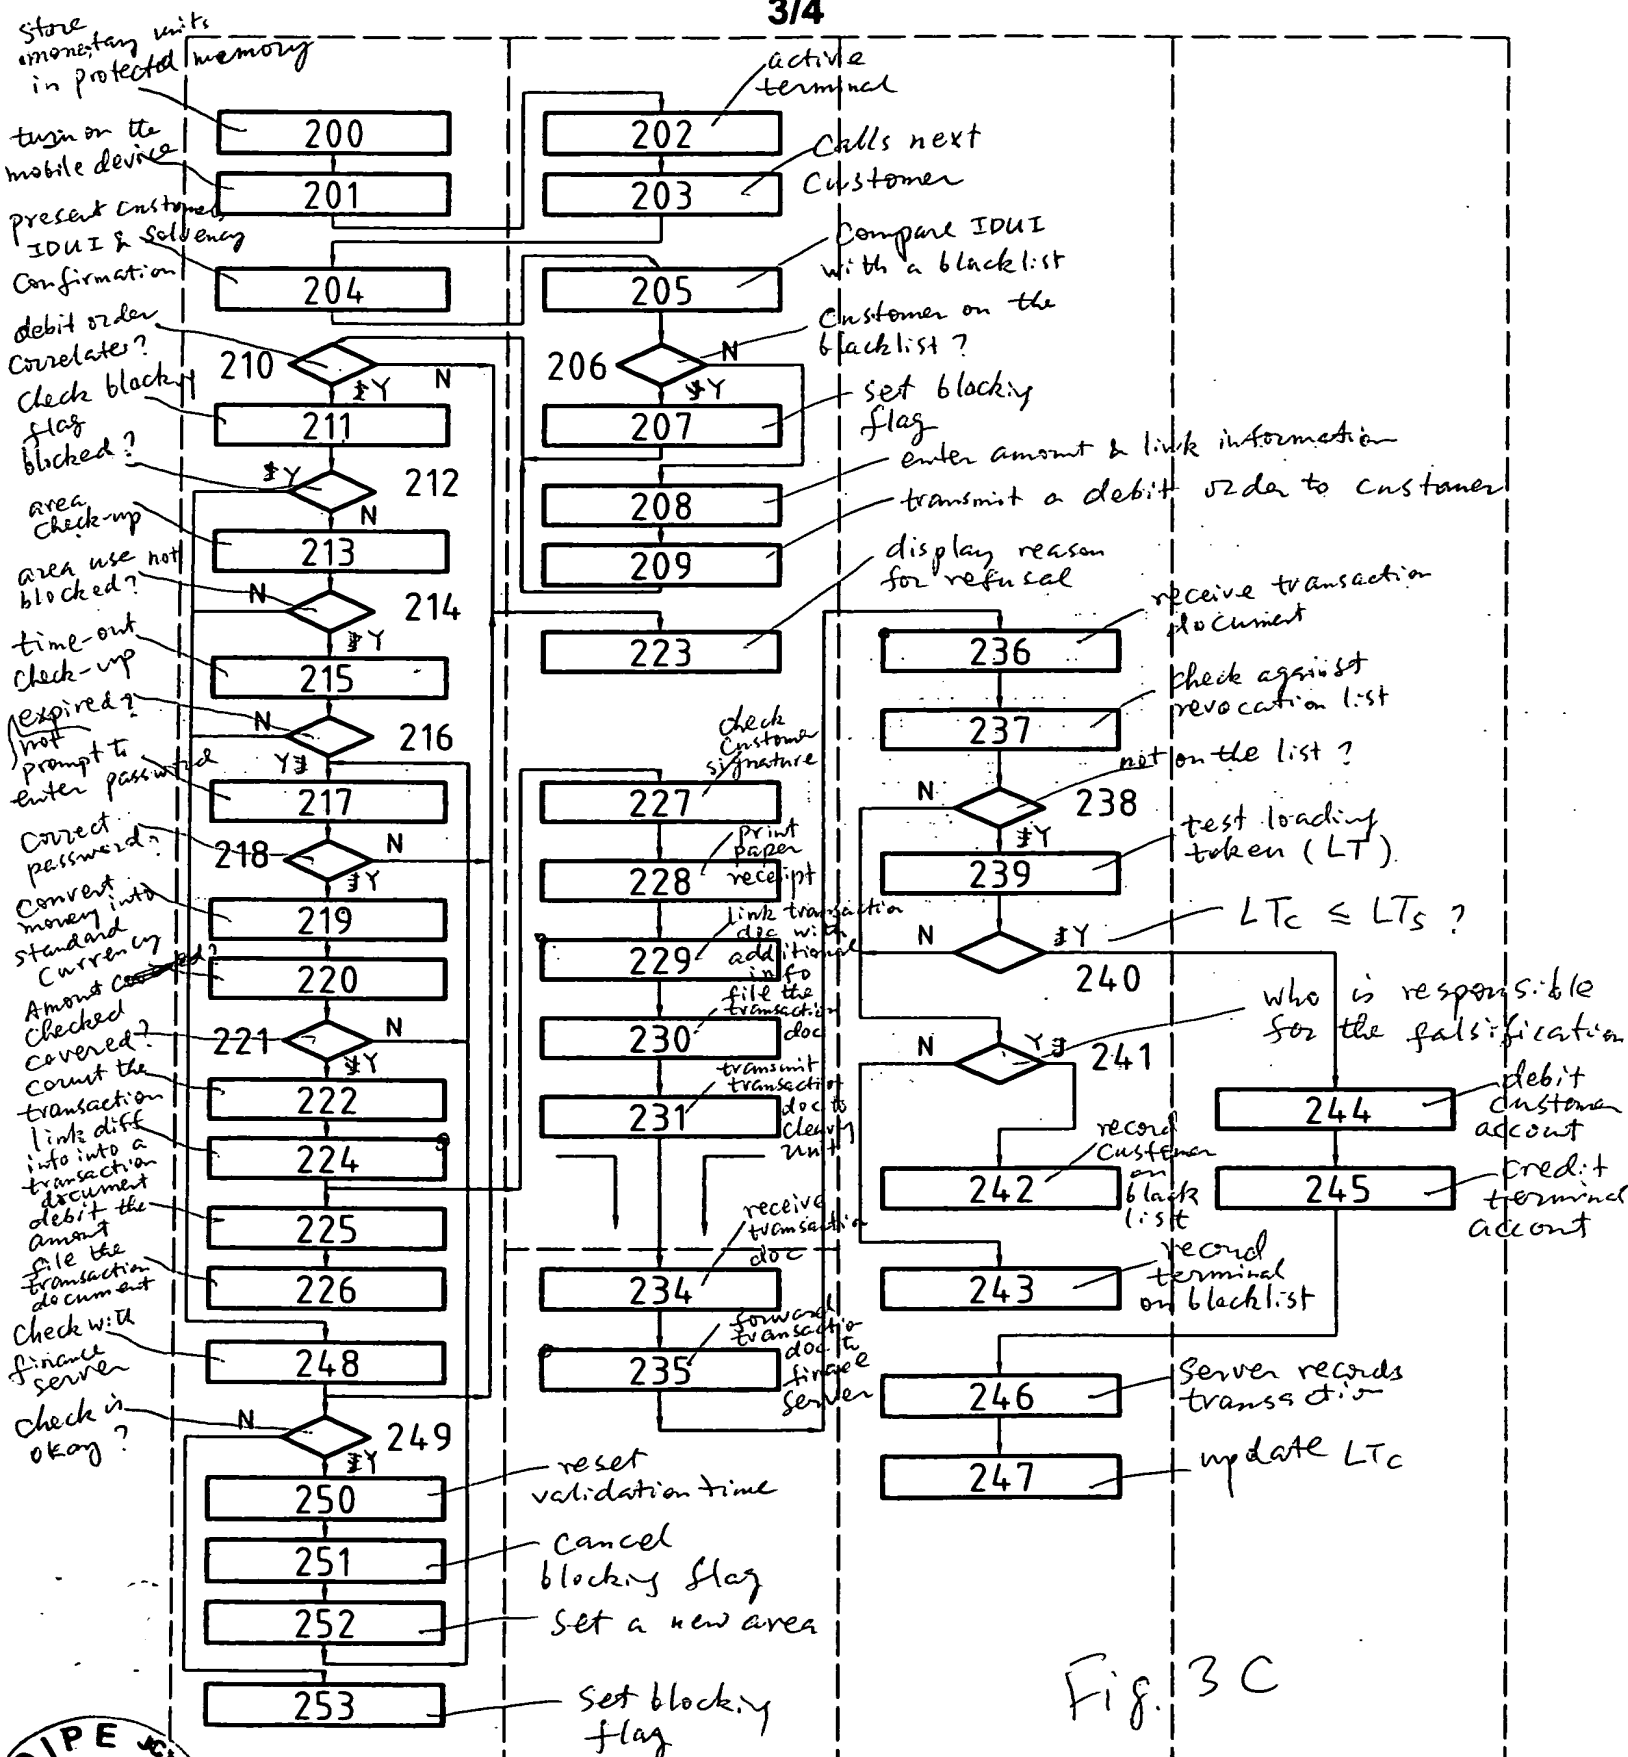 3/4
store
monetary units
in protected memory
turn on the
mobile device
present customer
IDUI & Solvency
Confirmation
debit order
correlates?
check blocking
flag
blocked?
area
check-up
area use not
blocked?
time-out
check-up
expired?
not
prompt to
enter password
Correct
password?
convert
money into
standard
currency
Amount
checked
covered?
count the
transaction
link diff
info into a
transaction
document
debit the
amount
file the
transaction
document
Check with
finance
server
check is
okay?
200
201
204
210
N
Y
211
Y
212
N
213
N
214
Y
215
N
216
Y
217
218
N
Y
219
220
221
N
Y
222
224
225
226
248
N
249
Y
250
251
252
253
reset
validation time
cancel
blocking flag
Set a new area
Set blocking
flag
active
terminal
202
Calls next
Customer
203
Compare IDUI
with a blacklist
205
Customer on the
blacklist?
206
N
Y
set blocking
flag
207
enter amount & link information
208
transmit a debit order to customer
209
display reason
for refusal
223
check
Customer
signature
227
print
paper
receipt
228
link transaction
doc with
additional
info
229
file the
transaction
doc
230
transmit
transaction
doc to
clearing
unit
231
receive
transaction
doc
234
forward
transaction
doc to
finance
server
235
receive transaction
document
236
check against
revocation list
237
not on the list?
N
238
Y
test loading
token (LT)
239
LTc ≤ LTs ?
N
Y
240
who is responsible
for the falsification
N
Y
241
record
customer
on
black
list
242
record
terminal
on blacklist
243
debit
customer
account
244
credit
terminal
account
245
Server records
transaction
246
update LTc
247
Fig. 3C